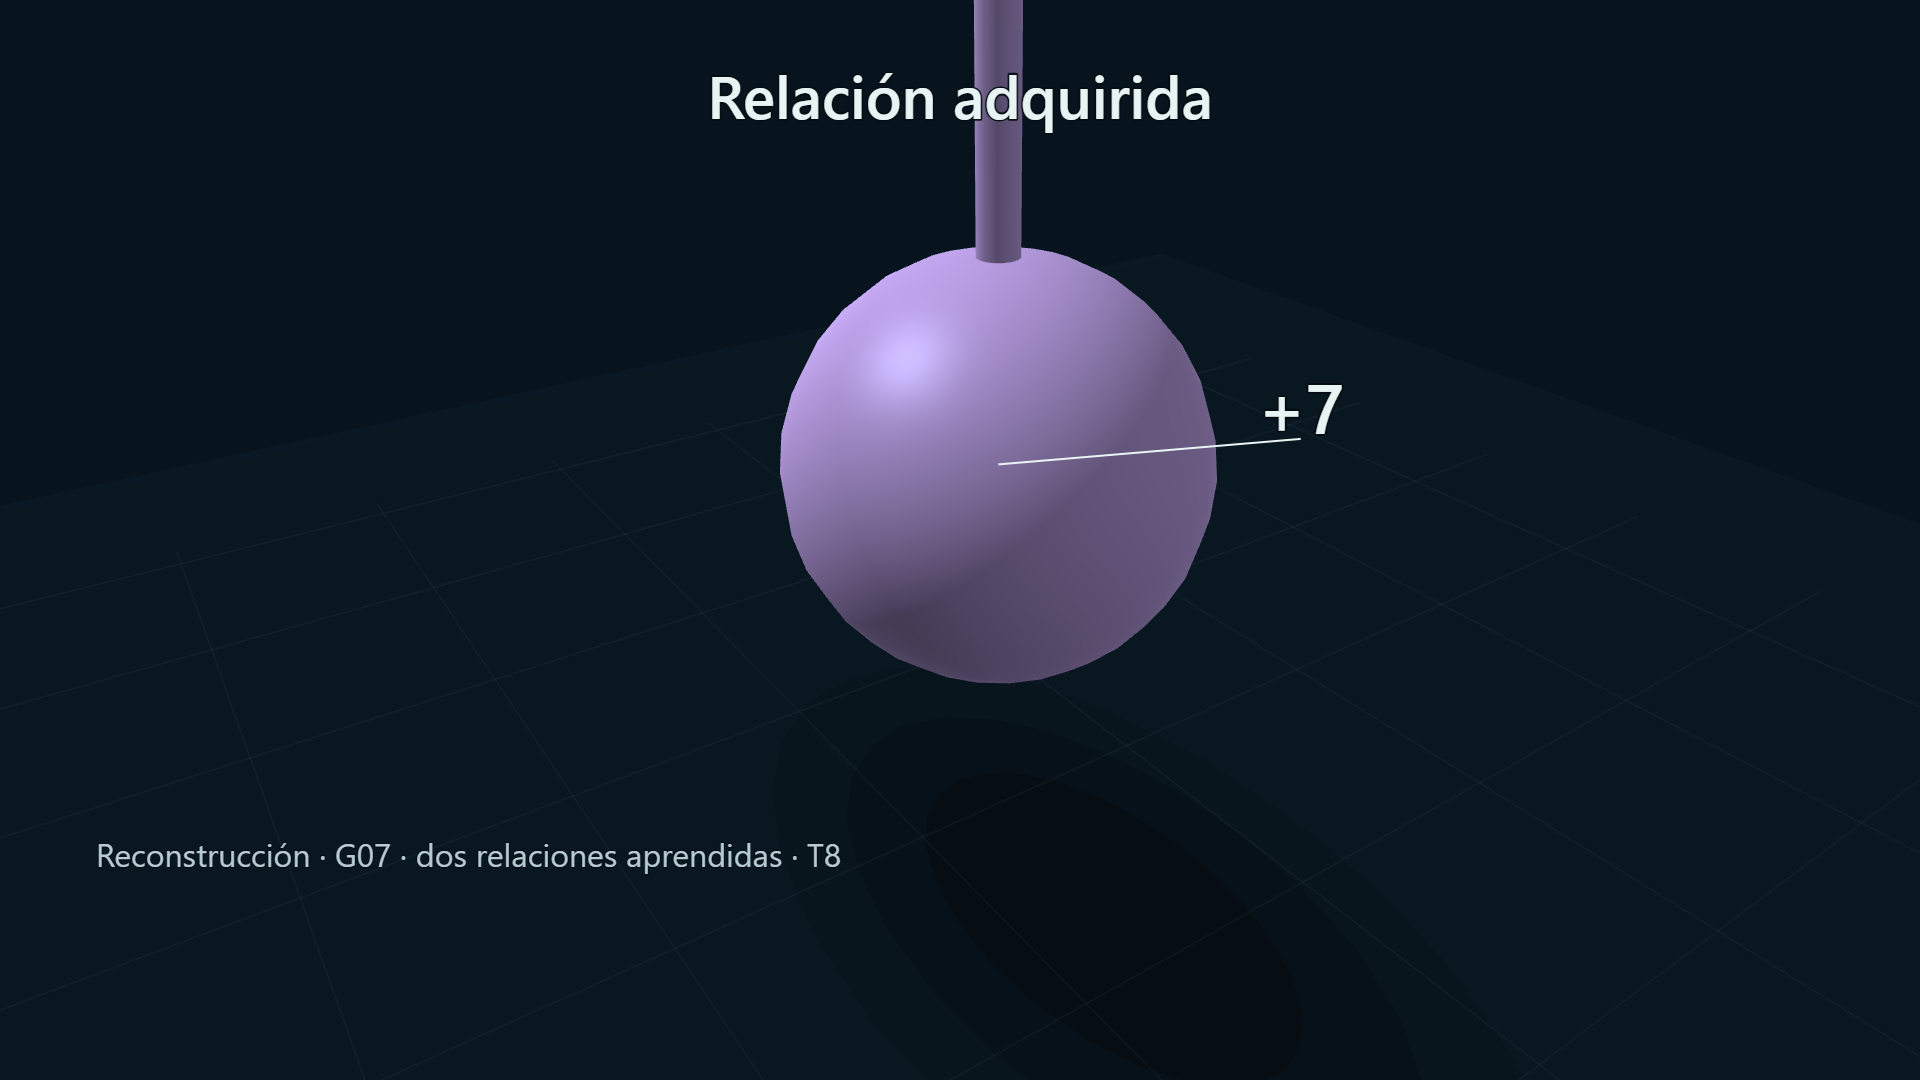 Relación adquirida
+7
Reconstrucción · G07 · dos relaciones aprendidas · T8